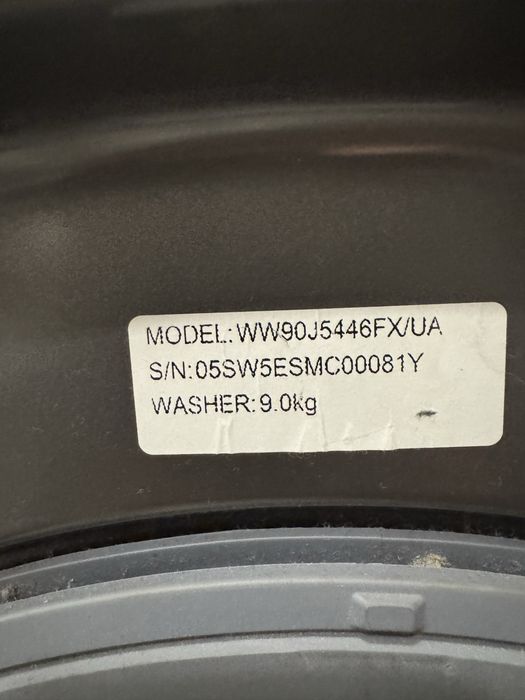 MODEL: WW90J5446FX/UA
S/N: 05SW5ESMC00081Y
WASHER: 9.0kg